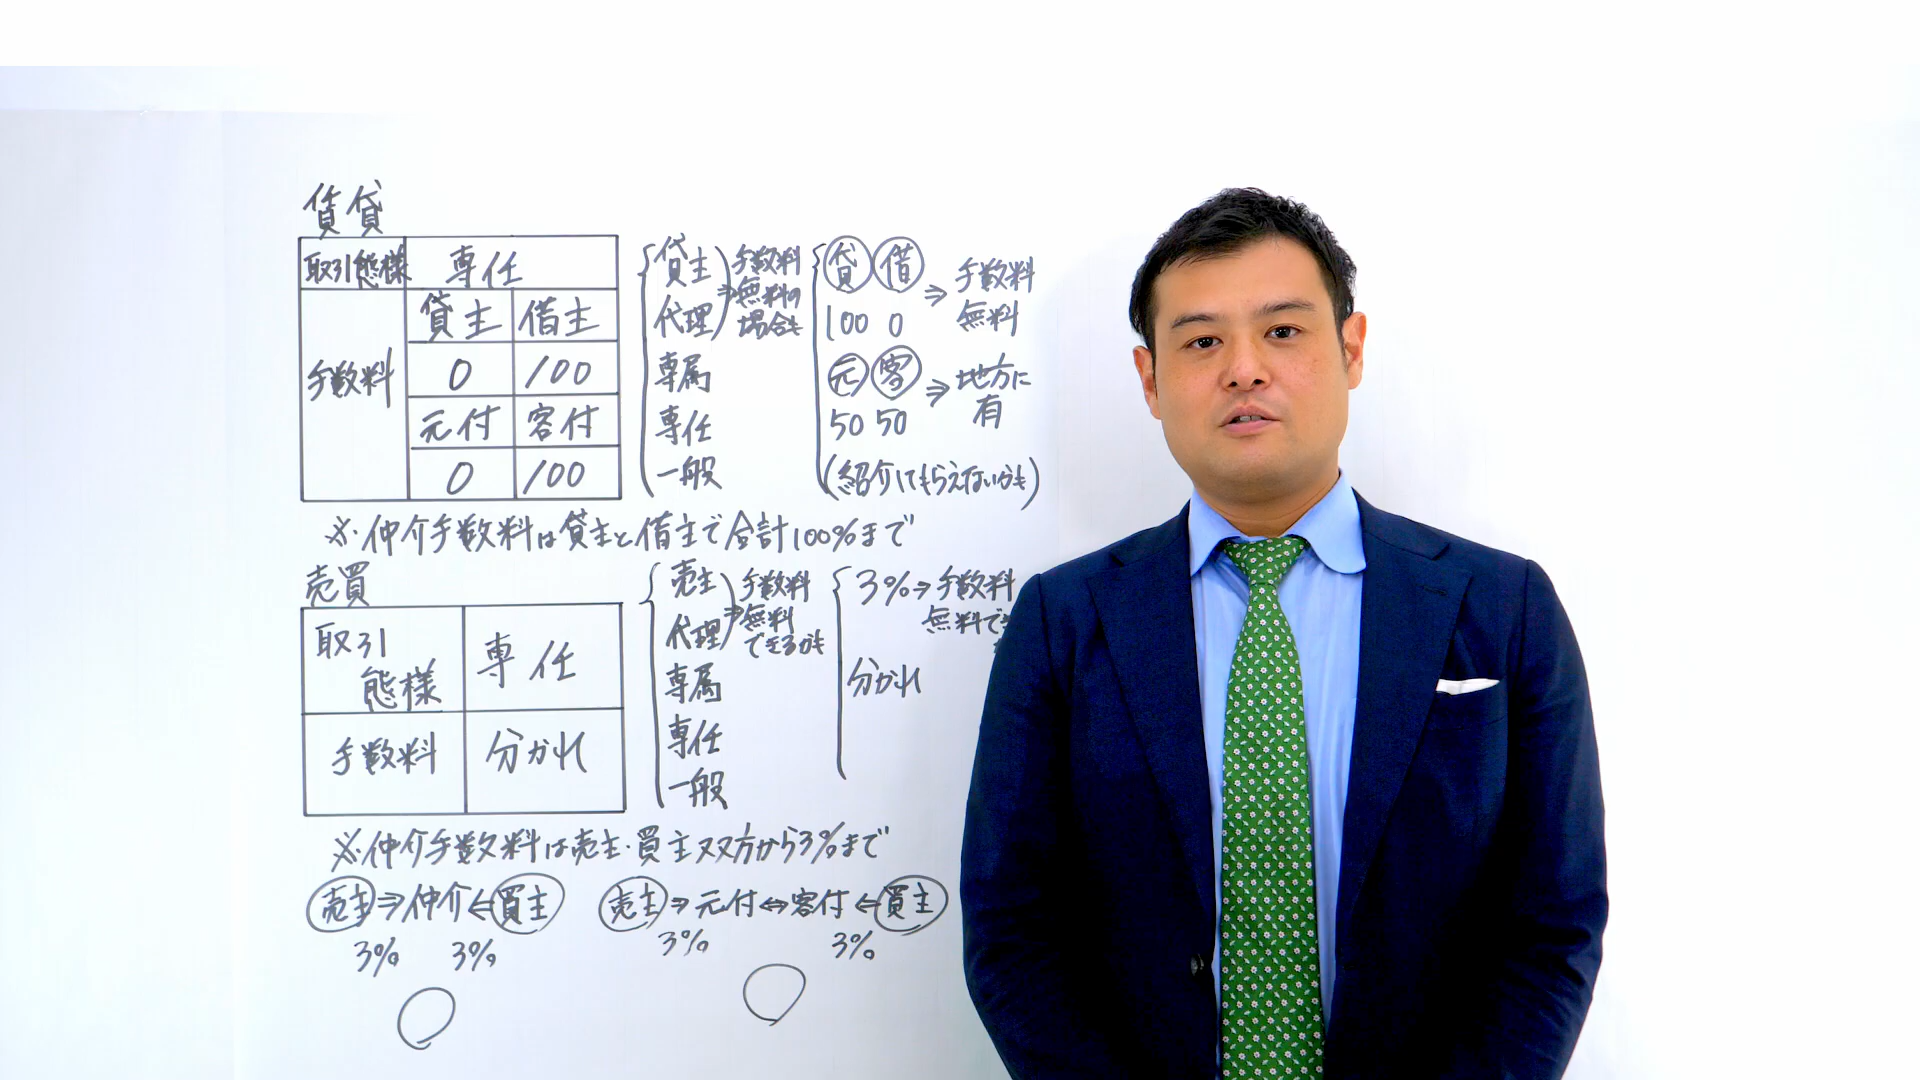 賃貸
取引態様 専任
手数料
貸主 借主
0 100
元付 客付
0 100
貸主
代理
⇒手数料
無料の
場合も
専属
専任
一般
貸 借
100 0
⇒手数料
無料
元 客
50 50
⇒地方に
有
(紹介してもらえないかも)
※仲介手数料は貸主と借主で合計100%まで
売買
取引
態様
専任
手数料 分かれ
売主
代理
⇒手数料
無料
できるかも
専属
専任
一般
3%⇒手数料
無料で
分かれ
※仲介手数料は売主・買主双方から3%まで
売主⇒仲介⇐買主
3% 3%
売主⇒元付⇔客付⇐買主
3% 3%